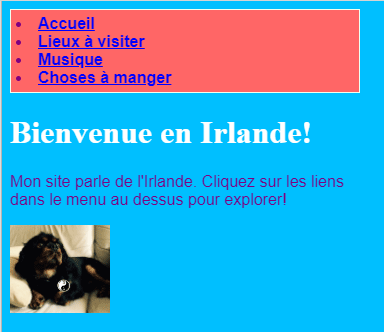 Accueil
Lieux à visiter
Musique
Choses à manger
Bienvenue en Irlande!
Mon site parle de l'Irlande. Cliquez sur les liens
dans le menu au dessus pour explorer!